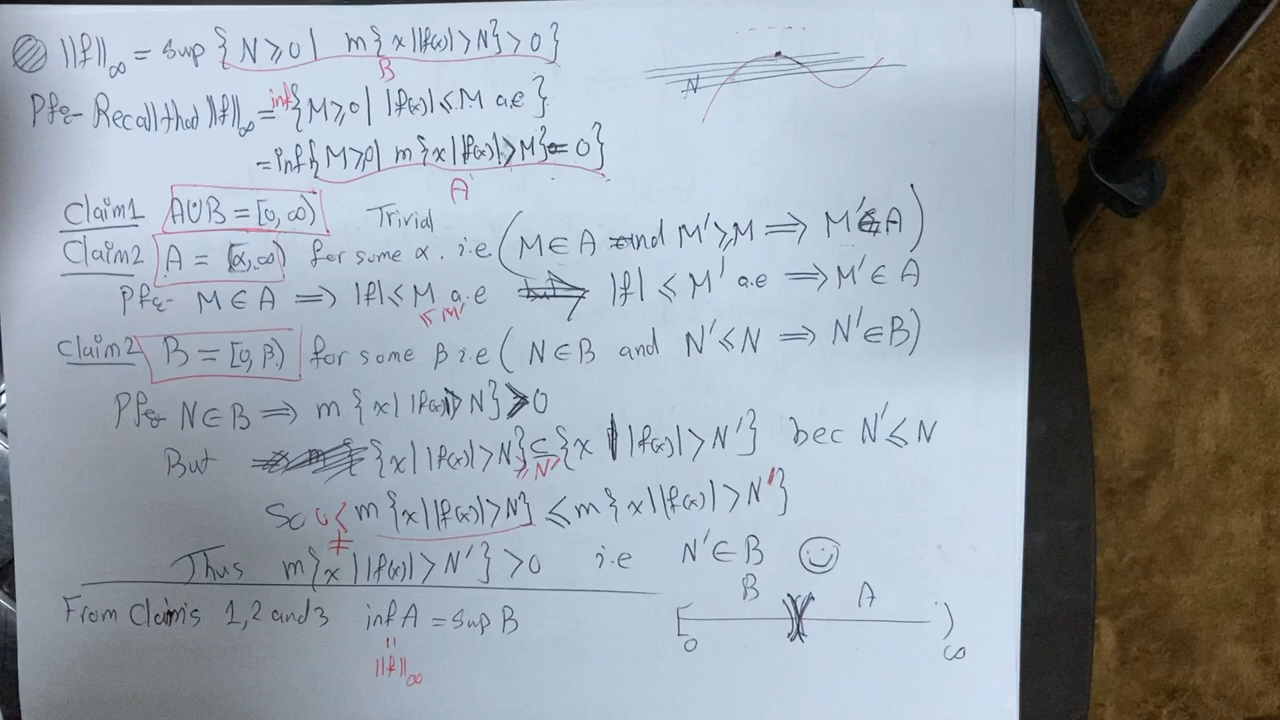 ||f||∞ = sup { N ≥ 0 | m{ x | |f(x)| > N } > 0 }
B
N
Pf:- Recall that ||f||∞ = inf { M ≥ 0 | |f(x)| ≤ M a.e }
= inf { M ≥ 0 | m{ x | |f(x)| > M } = 0 }
A
Claim1 A∪B = [0, ∞) Trivial
Claim2 A = [α, ∞) for some α. i.e ( M ∈ A and M' ≥ M ⟹ M' ∈ A )
Pf:- M ∈ A ⟹ |f| ≤ M a.e ⟹ |f| ≤ M' a.e ⟹ M' ∈ A
≤ M'
Claim2 B = [0, β) for some β i.e ( N ∈ B and N' ≤ N ⟹ N' ∈ B )
Pf:- N ∈ B ⟹ m { x | |f(x)| > N } > 0
But { x | |f(x)| > N } ⊆ { x | |f(x)| > N' } bec N' ≤ N
≥ N'
So 0 < m { x | |f(x)| > N } ≤ m { x | |f(x)| > N' }
≠
Thus m{ x | |f(x)| > N' } > 0 i.e N' ∈ B ☺
From Claims 1, 2 and 3 inf A = sup B
=
||f||∞
B A
0 ∞